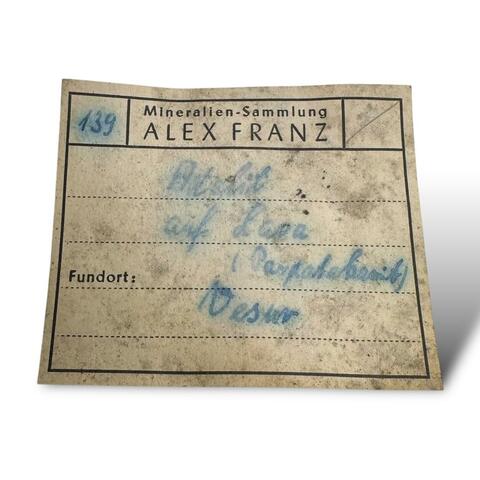 139
Mineralien-Sammlung
ALEX FRANZ
auf Lava
Fundort:
Vesuv